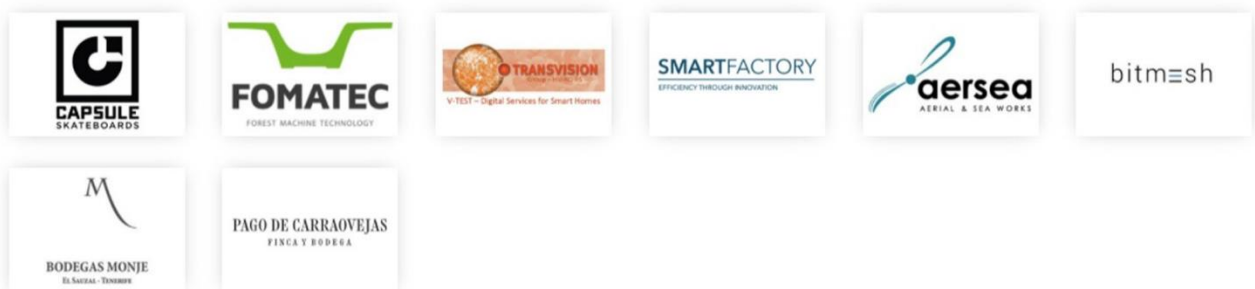 CAPSULE
SKATEBOARDS
FOMATEC
FOREST MACHINE TECHNOLOGY
TRANSVISION
V-TEST – Digital Services for Smart Homes
SMARTFACTORY
EFFICIENCY THROUGH INNOVATION
aersea
AERIAL & SEA WORKS
bitmesh
M
BODEGAS MONJE
EL SAUZAL - TENERIFE
PAGO DE CARRAOVEJAS
FINCA Y BODEGA